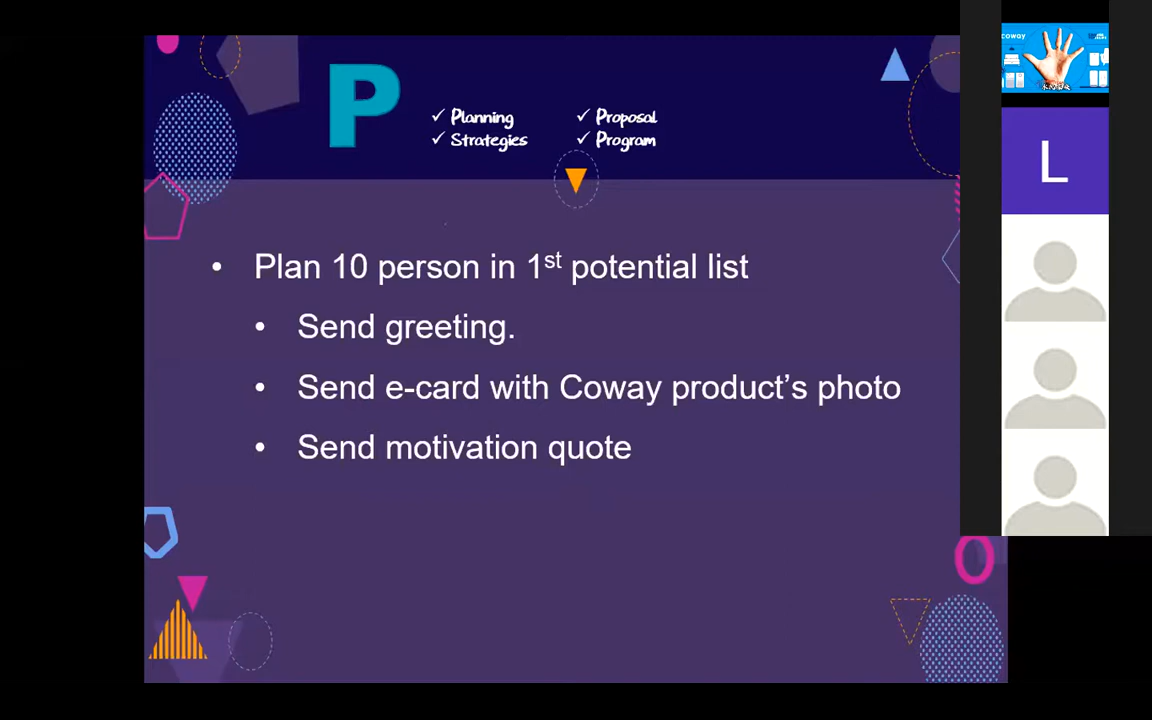 P
✓ Planning
✓ Strategies
✓ Proposal
✓ Program
• Plan 10 person in 1st potential list
• Send greeting.
• Send e-card with Coway product’s photo
• Send motivation quote
coway
L